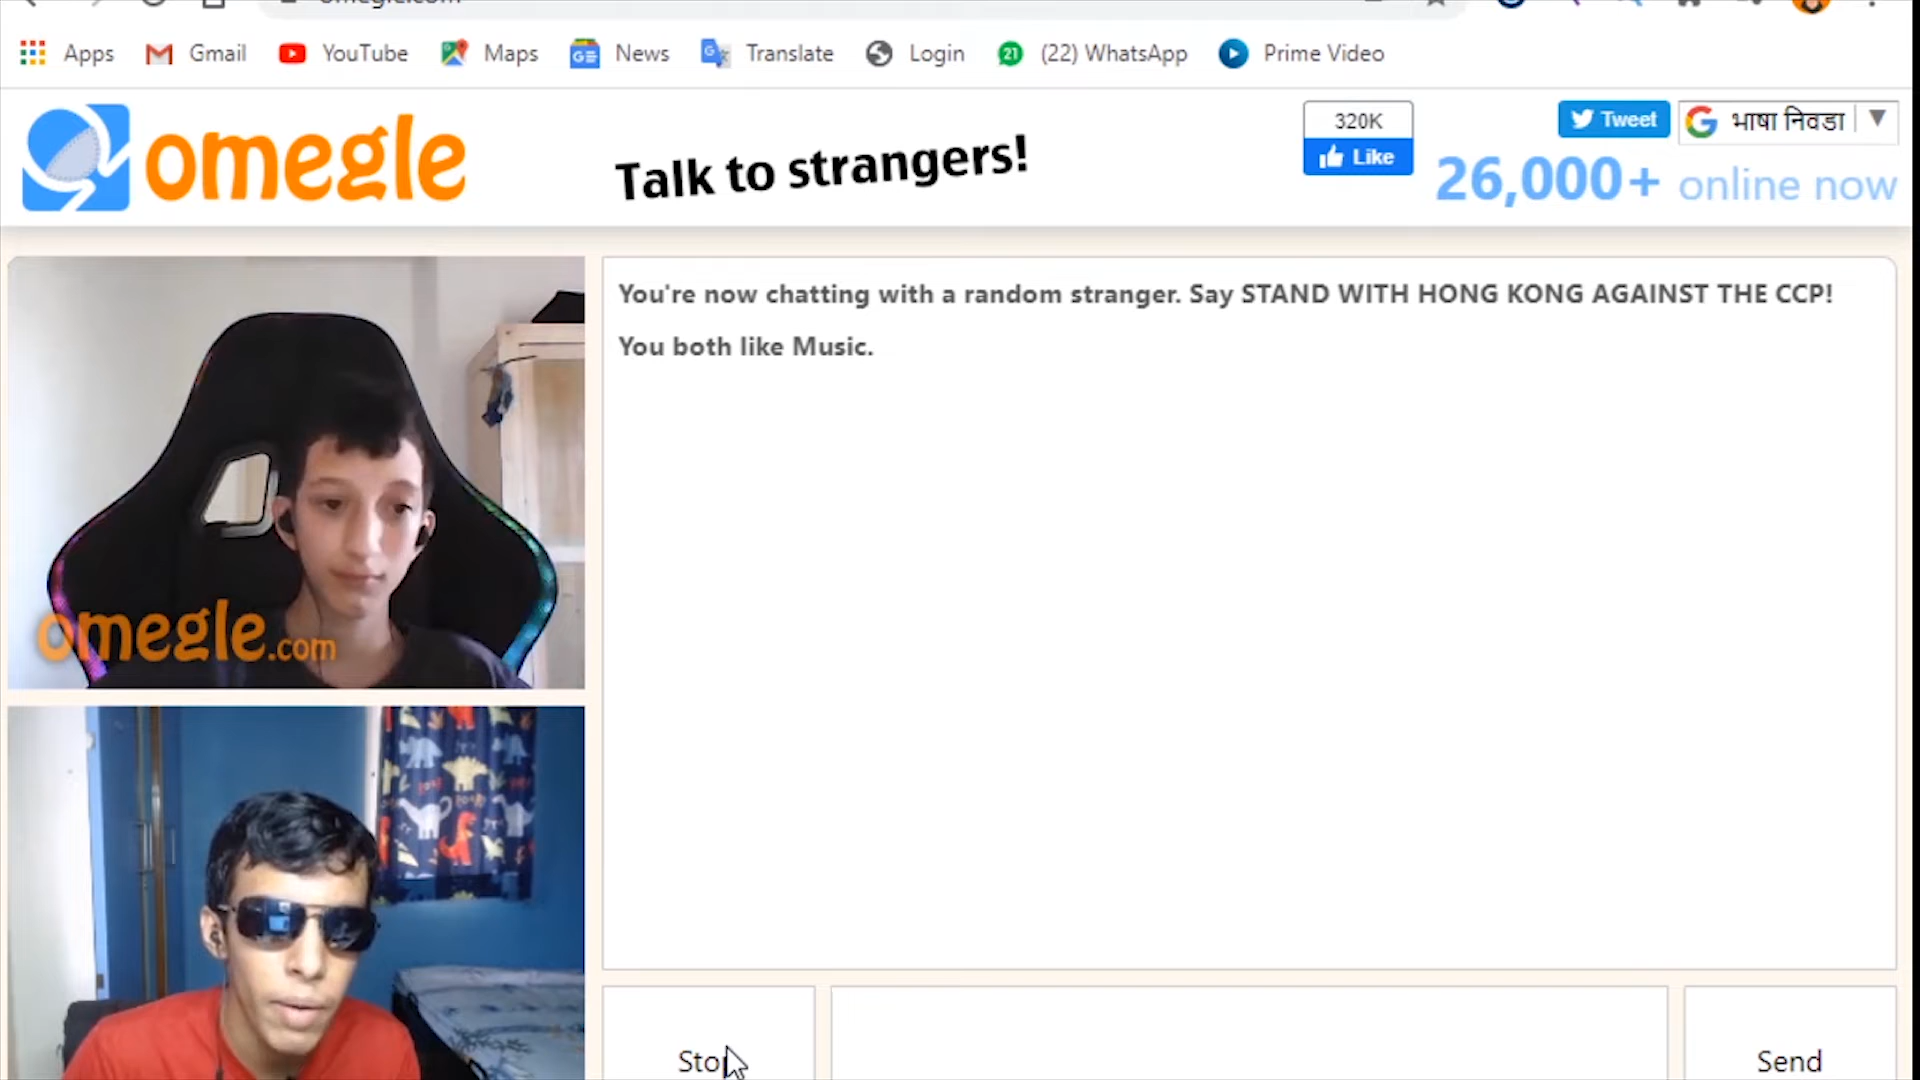 Apps Gmail YouTube Maps News Translate Login 21 (22) WhatsApp Prime Video
omegle
Talk to strangers!
320K
Like
Tweet
भाषा निवडा
26,000+ online now
You're now chatting with a random stranger. Say STAND WITH HONG KONG AGAINST THE CCP!
You both like Music.
omegle.com
Send